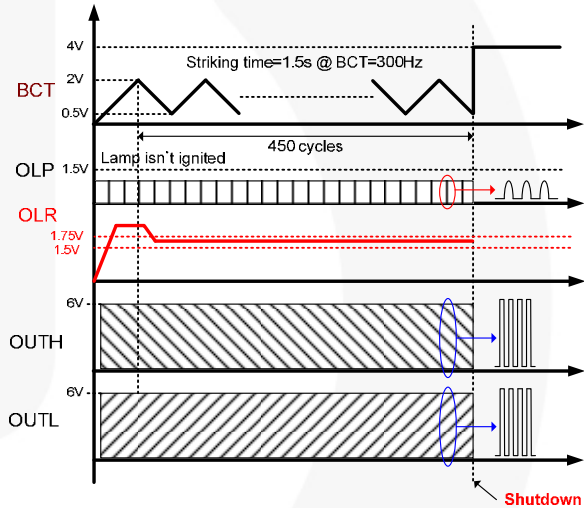 4V
Striking time=1.5s @ BCT=300Hz
2V
BCT
0.5V
450 cycles
Lamp isn`t ignited
OLP
1.5V
OLR
1.75V
1.5V
6V
OUTH
6V
OUTL
Shutdown